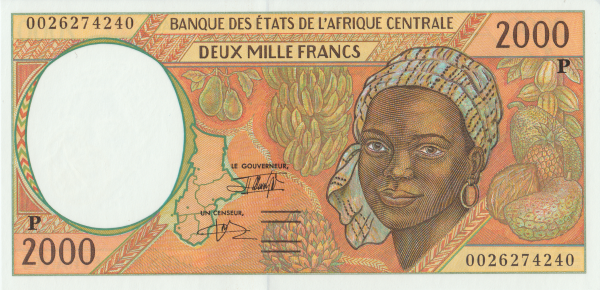 0026274240
BANQUE DES ÉTATS DE L'AFRIQUE CENTRALE
DEUX MILLE FRANCS
2000
P
LE GOUVERNEUR,
UN CENSEUR,
P
2000
0026274240